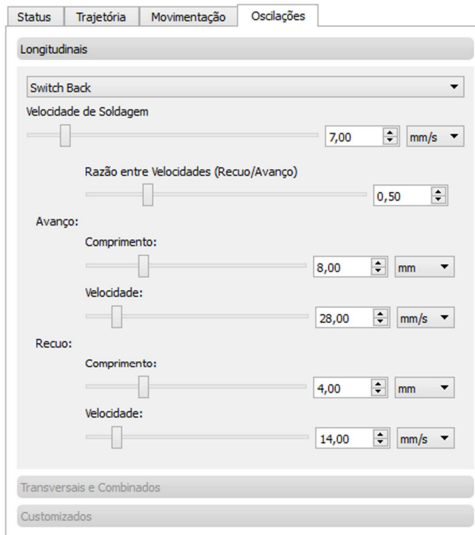 Status Trajetória Movimentação Oscilações
Longitudinais
Switch Back
Velocidade de Soldagem
7,00 mm/s
Razão entre Velocidades (Recuo/Avanço)
0,50
Avanço:
Comprimento:
8,00 mm
Velocidade:
28,00 mm/s
Recuo:
Comprimento:
4,00 mm
Velocidade:
14,00 mm/s
Transversais e Combinados
Customizados